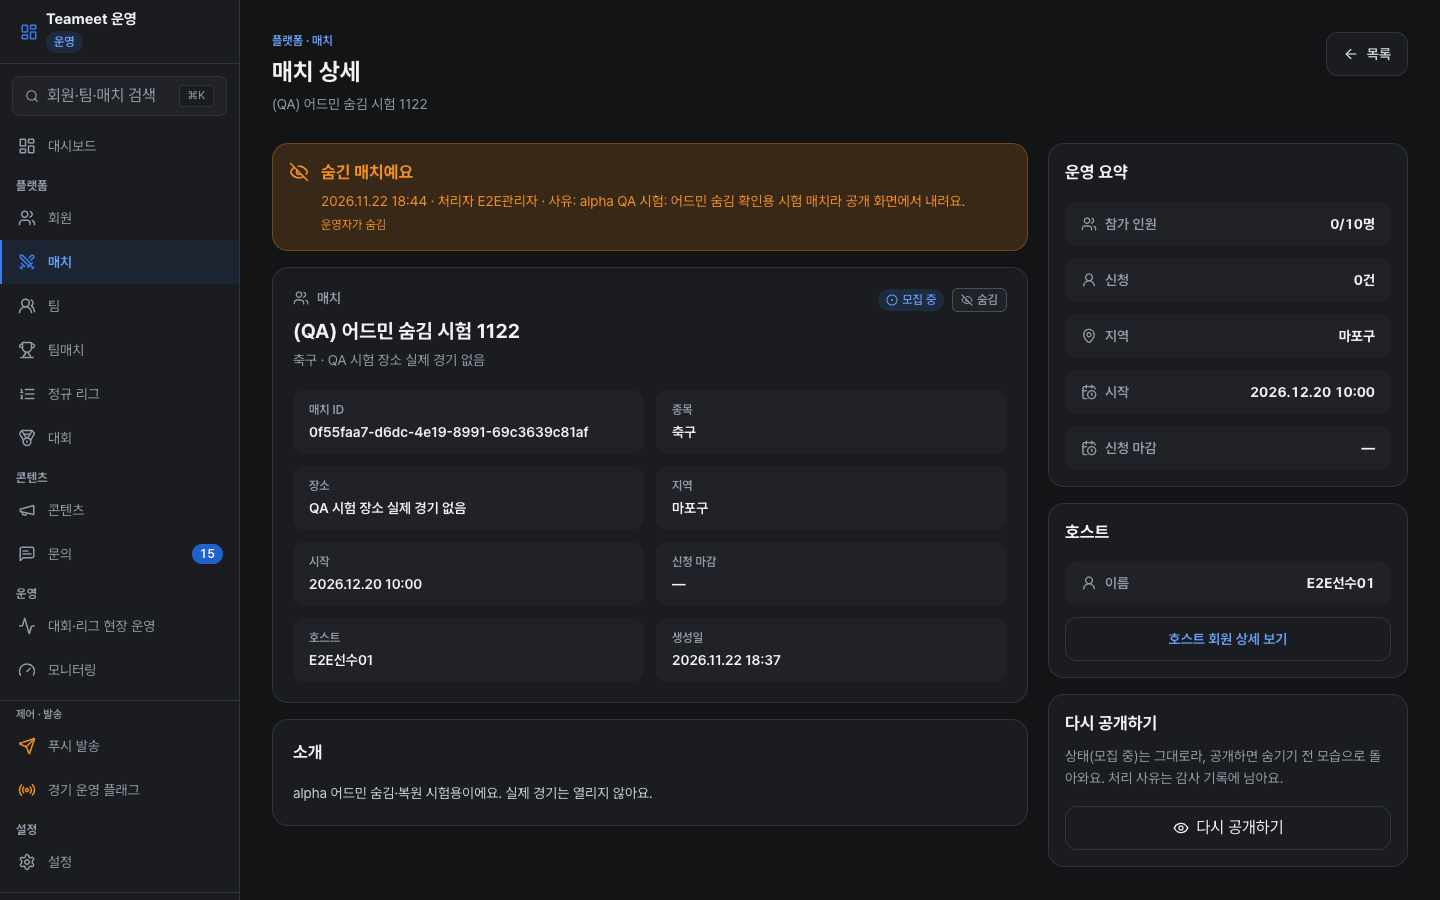 Teameet 운영
운영
회원·팀·매치 검색
⌘K
대시보드
플랫폼
회원
매치
팀
팀매치
정규 리그
대회
콘텐츠
콘텐츠
문의
15
운영
대회·리그 현장 운영
모니터링
제어 · 발송
푸시 발송
경기 운영 플래그
설정
설정
플랫폼 · 매치
매치 상세
(QA) 어드민 숨김 시험 1122
목록
숨긴 매치예요
2026.11.22 18:44 · 처리자 E2E관리자 · 사유: alpha QA 시험: 어드민 숨김 확인용 시험 매치라 공개 화면에서 내려요.
운영자가 숨김
매치
모집 중
숨김
(QA) 어드민 숨김 시험 1122
축구 · QA 시험 장소 실제 경기 없음
매치 ID
0f55faa7-d6dc-4e19-8991-69c3639c81af
종목
축구
장소
QA 시험 장소 실제 경기 없음
지역
마포구
시작
2026.12.20 10:00
신청 마감
—
호스트
E2E선수01
생성일
2026.11.22 18:37
소개
alpha 어드민 숨김·복원 시험용이에요. 실제 경기는 열리지 않아요.
운영 요약
참가 인원
0/10명
신청
0건
지역
마포구
시작
2026.12.20 10:00
신청 마감
—
호스트
이름
E2E선수01
호스트 회원 상세 보기
다시 공개하기
상태(모집 중)는 그대로라, 공개하면 숨기기 전 모습으로 돌
아와요. 처리 사유는 감사 기록에 남아요.
다시 공개하기